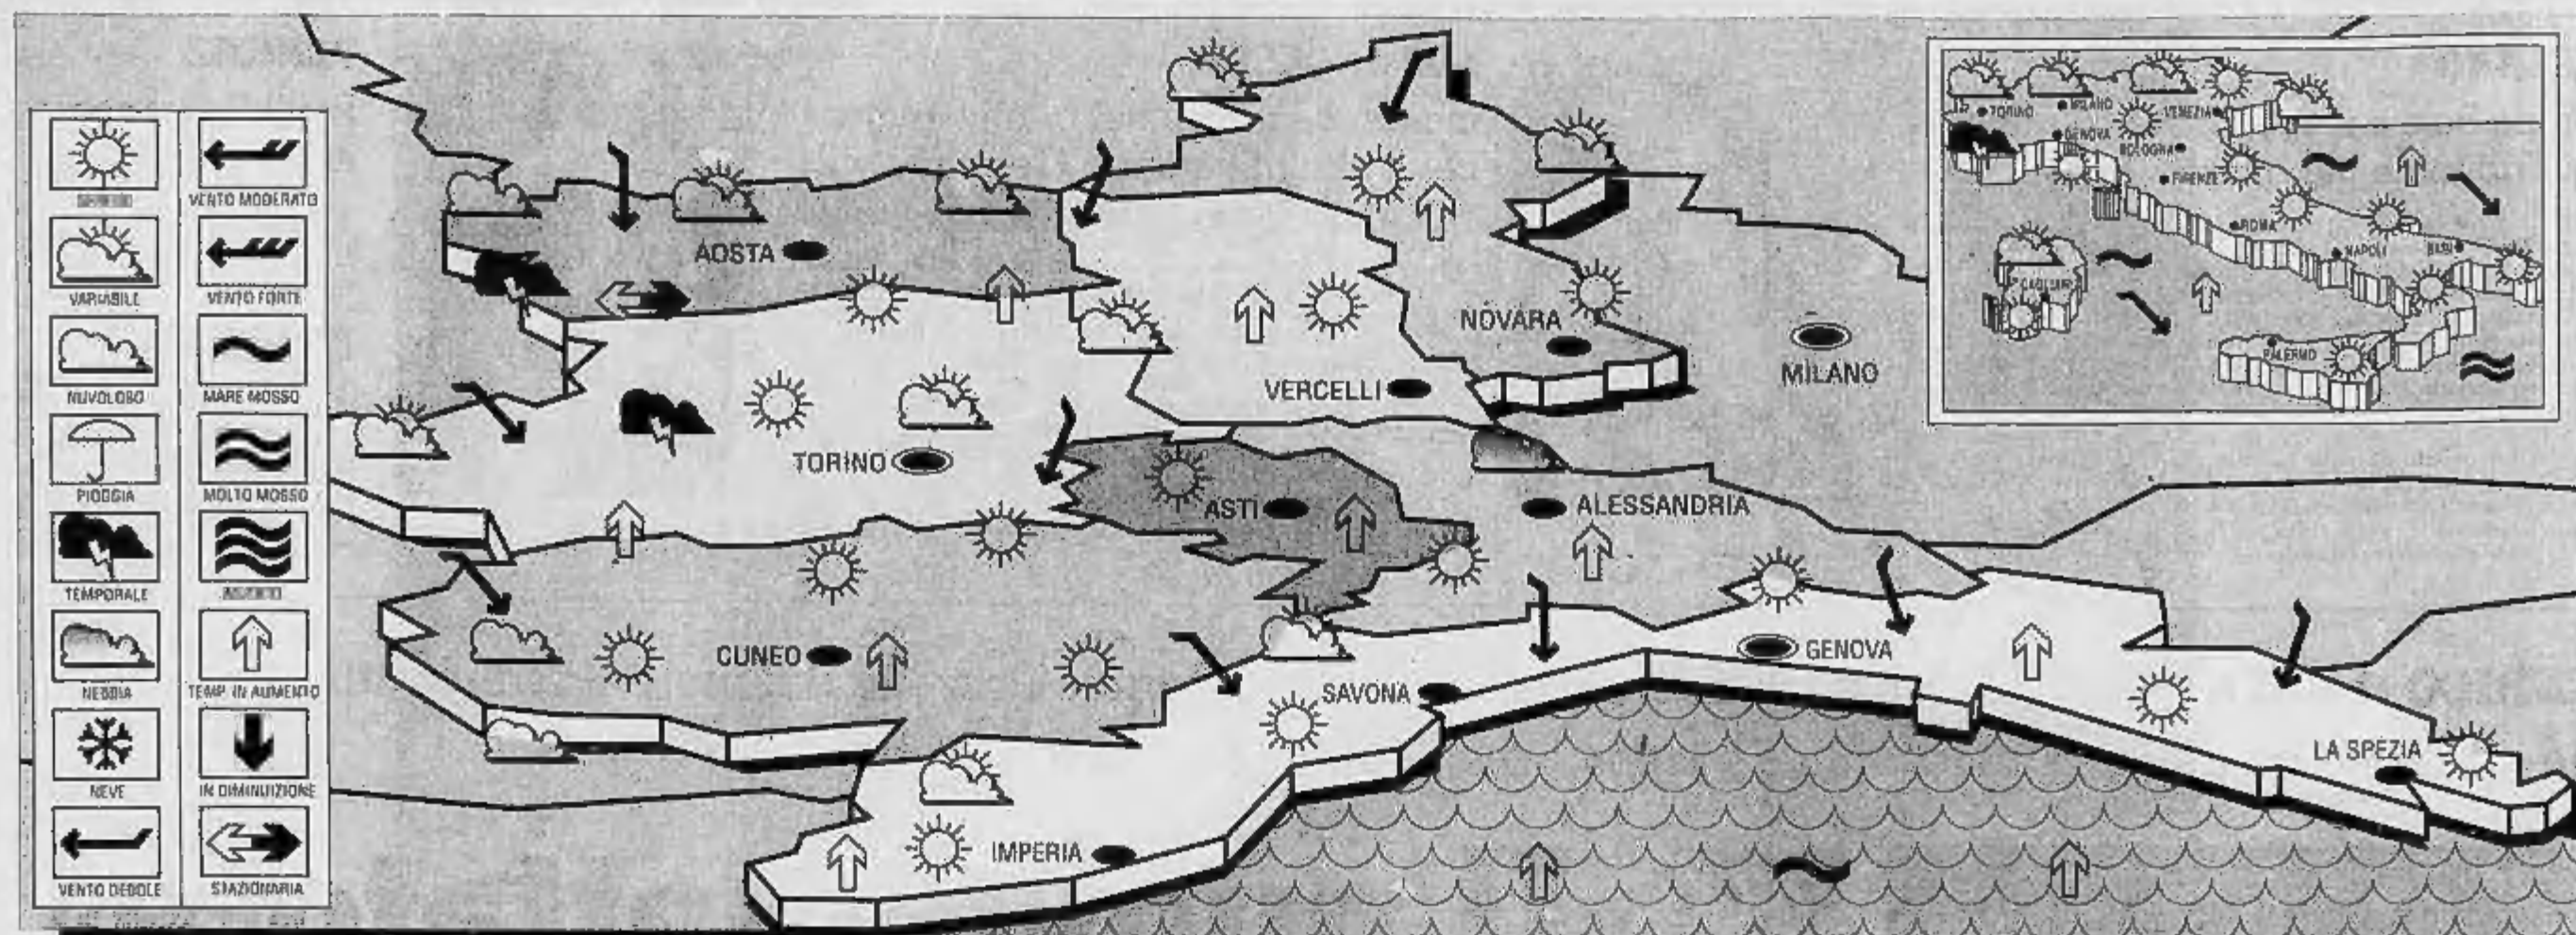 VARIABILE
NUVOLOSO
PIOGGIA
TEMPORALE
NEBBIA
NEVE
VENTO DEBOLE
VENTO MODERATO
VENTO FORTE
MARE MOSSO
MOLTO MOSSO
TEMP. IN AUMENTO
IN DIMINUIZIONE
STAZIONARIA
AOSTA
NOVARA
VERCELLI
MILANO
TORINO
ASTI
ALESSANDRIA
CUNEO
GENOVA
SAVONA
LA SPEZIA
IMPERIA
TORINO
MILANO
VENEZIA
GENOVA
BOLOGNA
FIRENZE
ROMA
NAPOLI
BARI
CAGLIARI
PALERMO